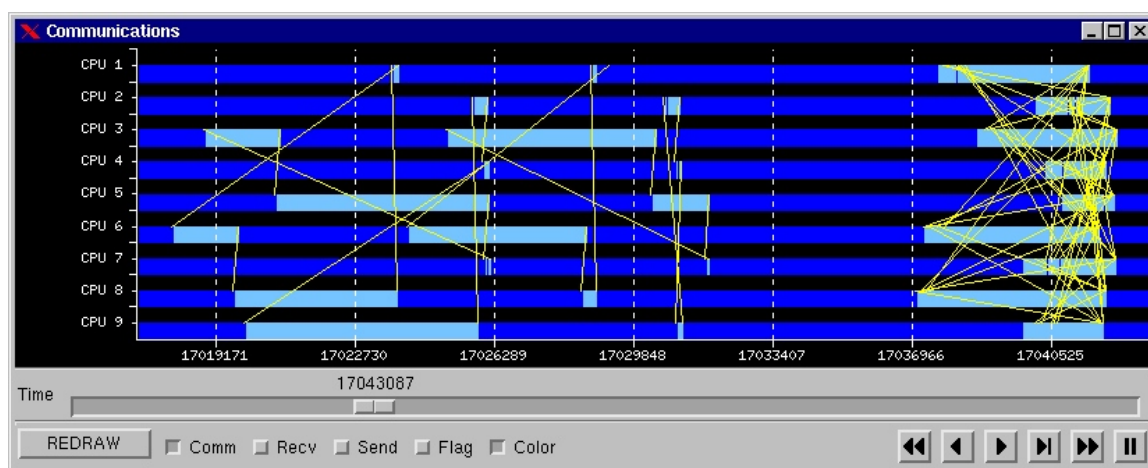 Communications
CPU 1
CPU 2
CPU 3
CPU 4
CPU 5
CPU 6
CPU 7
CPU 8
CPU 9
17019171 17022730 17026289 17029848 17033407 17036966 17040525
17043087
Time
REDRAW Comm Recv Send Flag Color